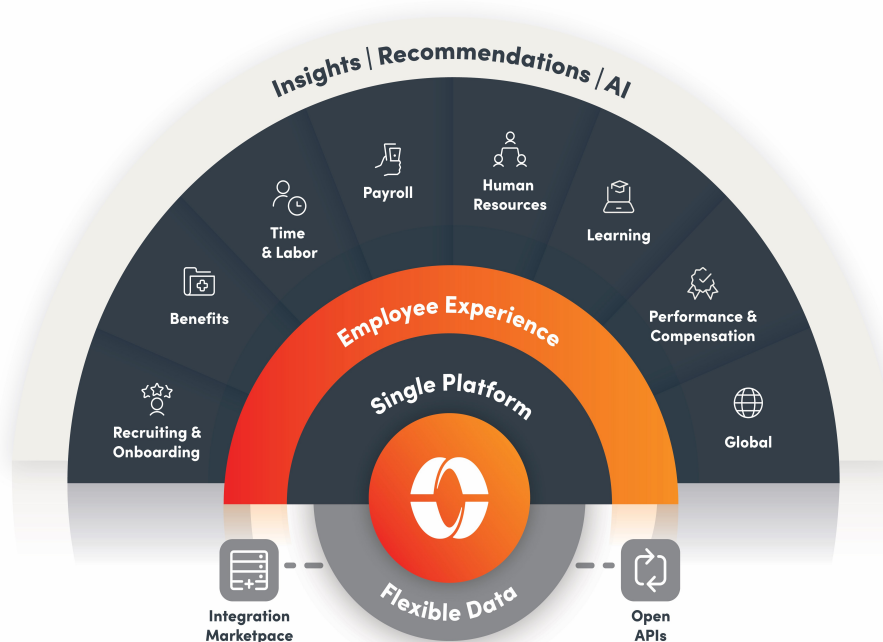 Insights | Recommendations | AI
Recruiting &
Onboarding
Benefits
Time
& Labor
Payroll
Human
Resources
Learning
Performance &
Compensation
Global
Employee Experience
Single Platform
Flexible Data
Integration
Marketpace
Open
APIs